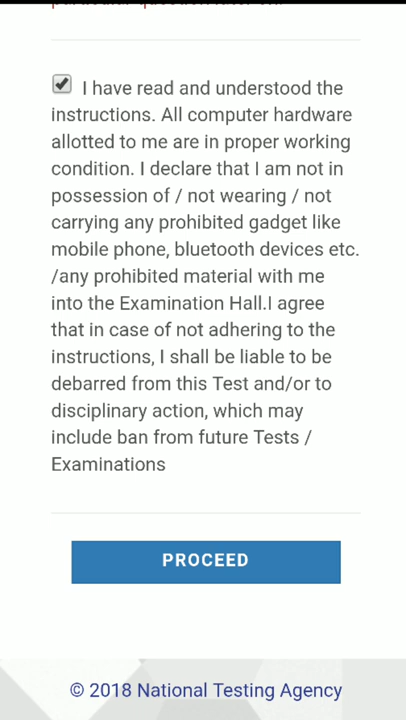 I have read and understood the
instructions. All computer hardware
allotted to me are in proper working
condition. I declare that I am not in
possession of / not wearing / not
carrying any prohibited gadget like
mobile phone, bluetooth devices etc.
/any prohibited material with me
into the Examination Hall.I agree
that in case of not adhering to the
instructions, I shall be liable to be
debarred from this Test and/or to
disciplinary action, which may
include ban from future Tests /
Examinations
PROCEED
© 2018 National Testing Agency